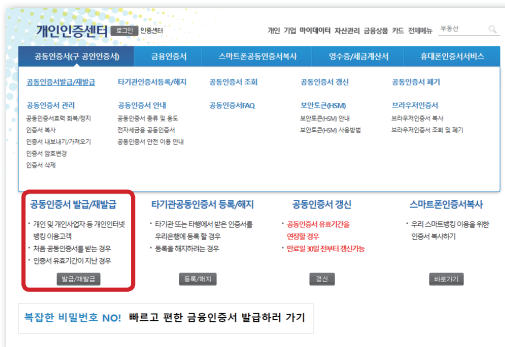 개인인증센터 로그인 인증센터
개인 기업 마이데이터 자산관리 금융상품 카드 전체메뉴 부동산
공동인증서(구 공인인증서) 금융인증서 스마트폰공동인증서복사 영수증/세금계산서 휴대폰인증서서비스
공동인증서발급/재발급 타기관인증서등록/해지 공동인증서 조회 공동인증서 갱신 공동인증서 폐기
공동인증서 관리 공동인증서 안내 공동인증서FAQ 보안토큰(HSM) 브라우저인증서
공동인증서효력 회복/정지 공동인증서 종류 및 용도 보안토큰(HSM) 안내 브라우저인증서 복사
인증서 복사 전자세금용 공동인증서 보안토큰(HSM) 사용방법 브라우저인증서 조회 및 폐기
인증서 내보내기/가져오기 공동인증서 안전 이용 안내
인증서 암호변경
인증서 삭제
공동인증서 발급/재발급 타기관공동인증서 등록/해지 공동인증서 갱신 스마트폰인증서복사
· 개인 및 개인사업자 등 개인인터넷 · 타기관 또는 타행에서 받은 인증서를 · 공동인증서 유효기간을 · 우리 스마트뱅킹 이용을 위한
뱅킹 이용고객 우리은행에 등록 할 경우 연장할 경우 인증서 복사하기
· 처음 공동인증서를 받는 경우 · 등록을 해지하려는 경우 · 만료일 30일 전부터 갱신가능
· 인증서 유효기간이 지난 경우
발급/재발급 등록/해지 갱신 바로가기
복잡한 비밀번호 NO! 빠르고 편한 금융인증서 발급하러 가기